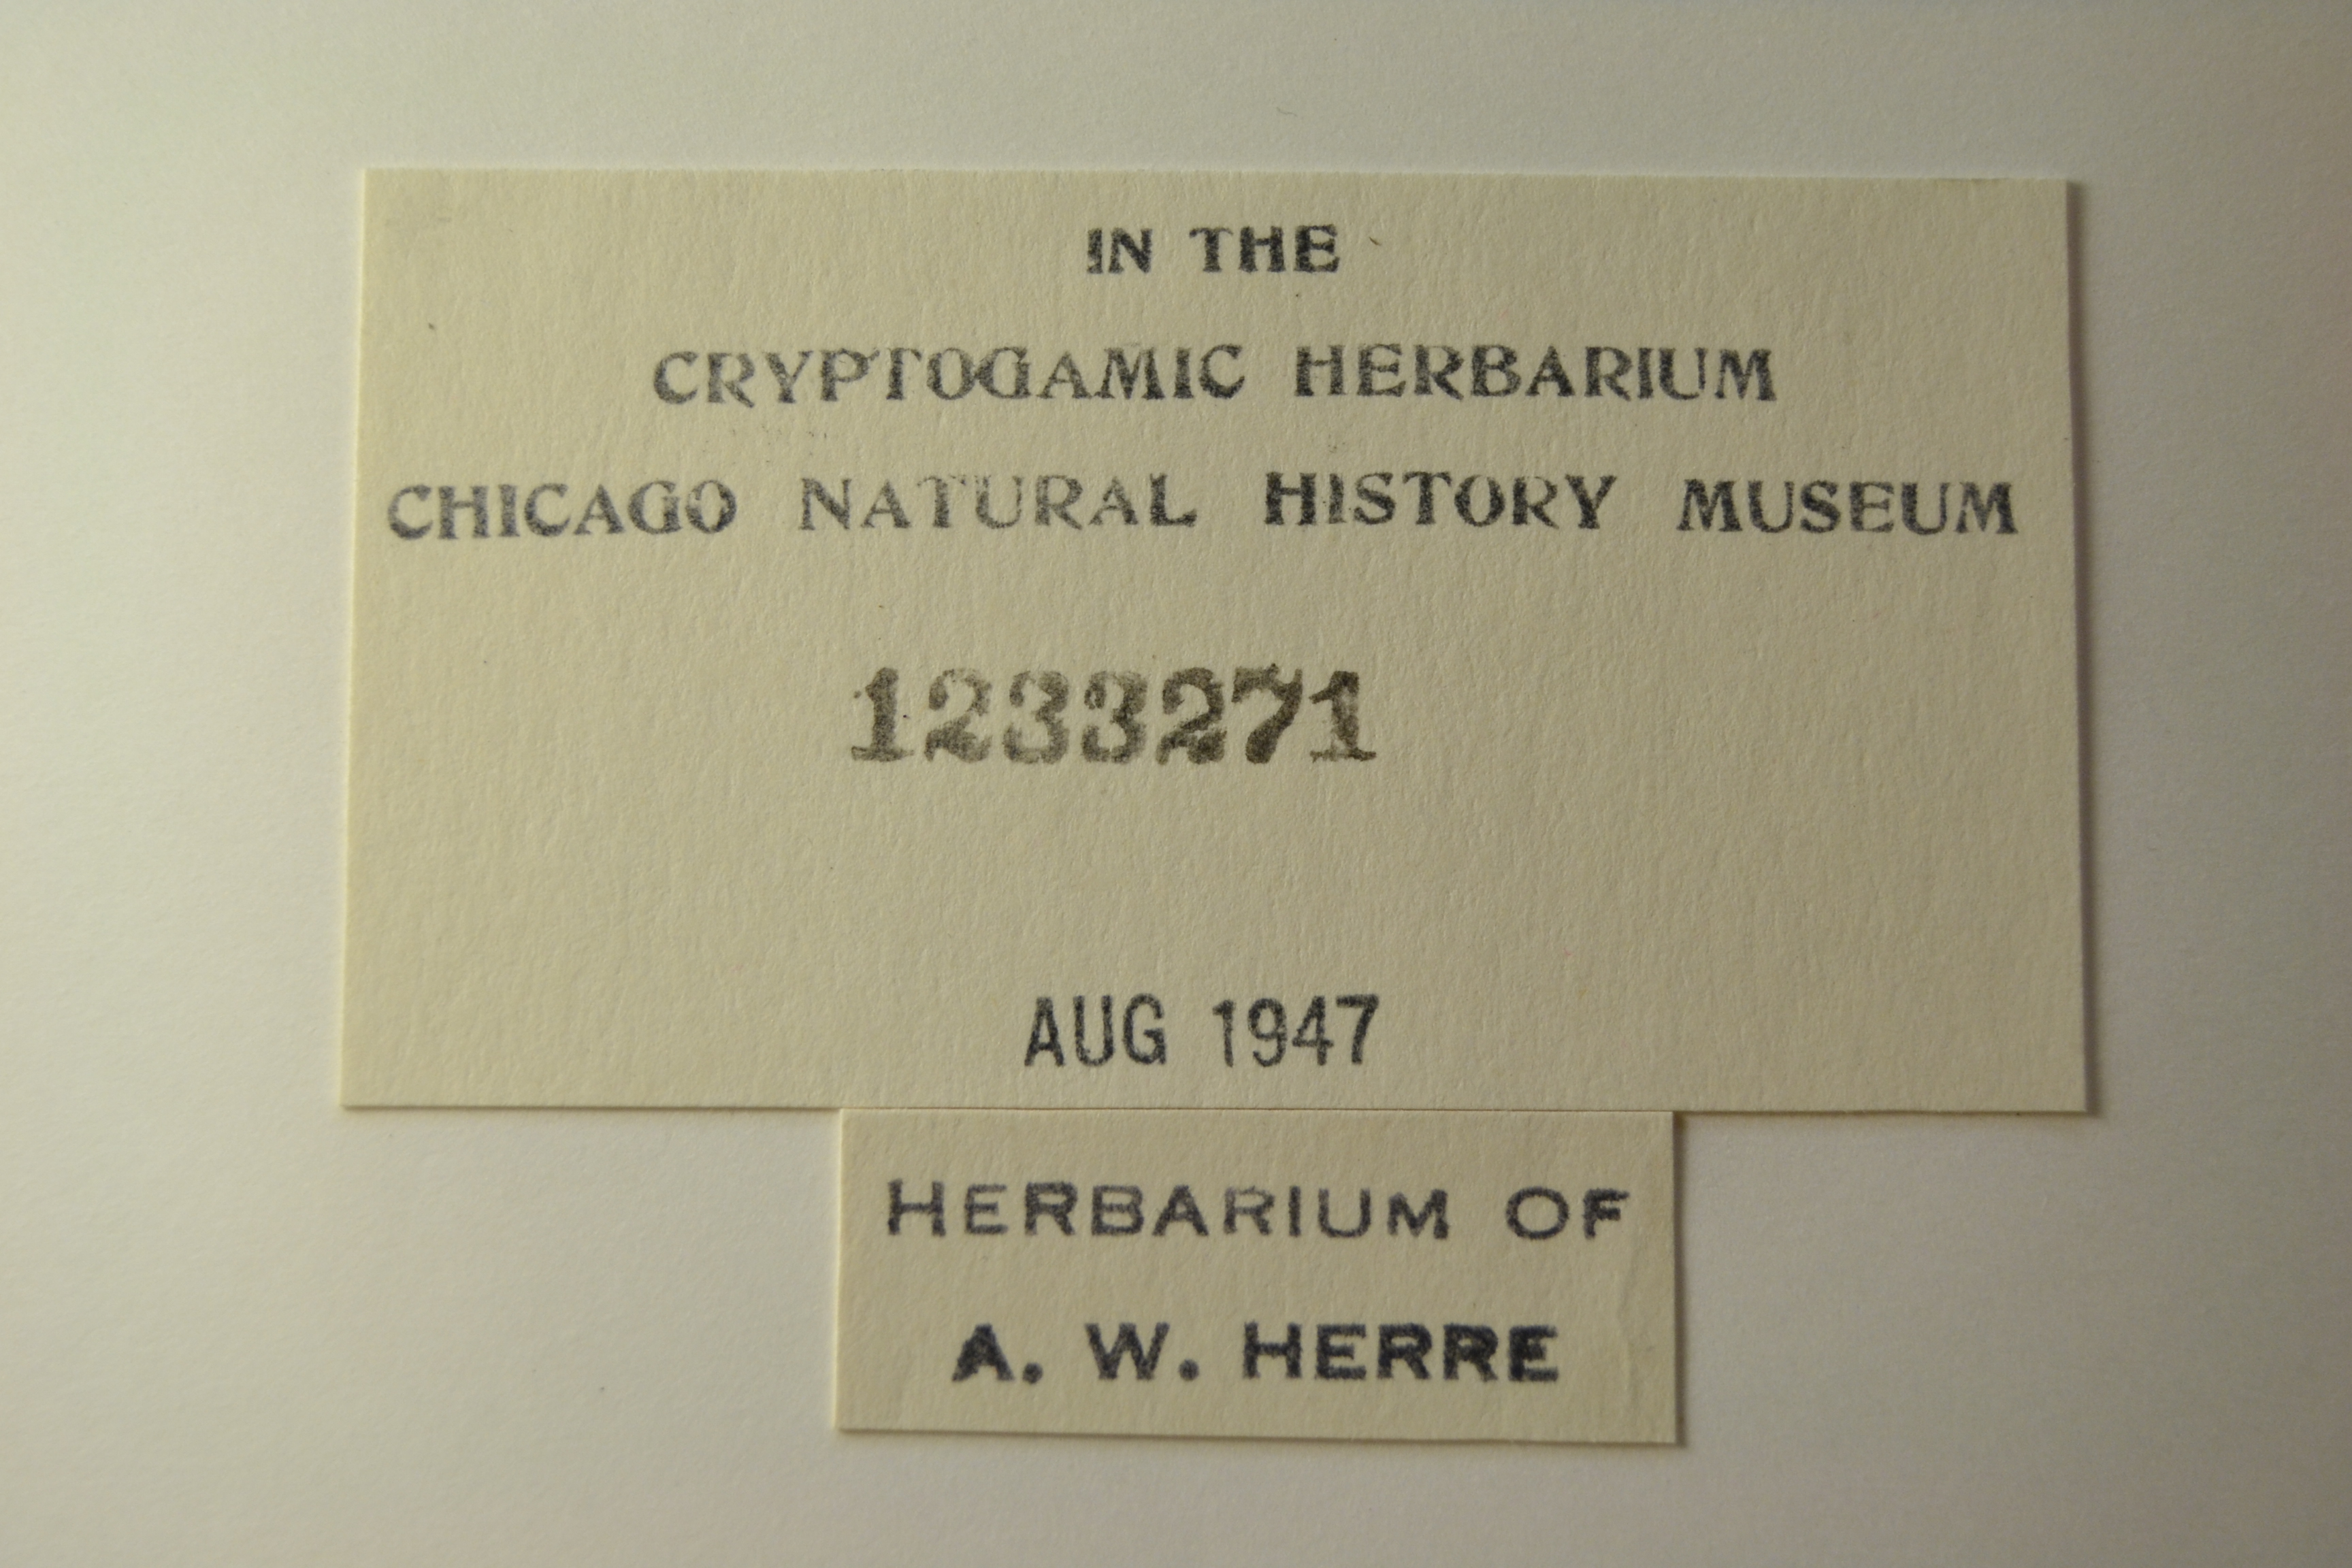 IN THE
CRYPTOGAMIC HERBARIUM
CHICAGO NATURAL HISTORY MUSEUM
1233271
AUG 1947
HERBARIUM OF
A. W. HERRE